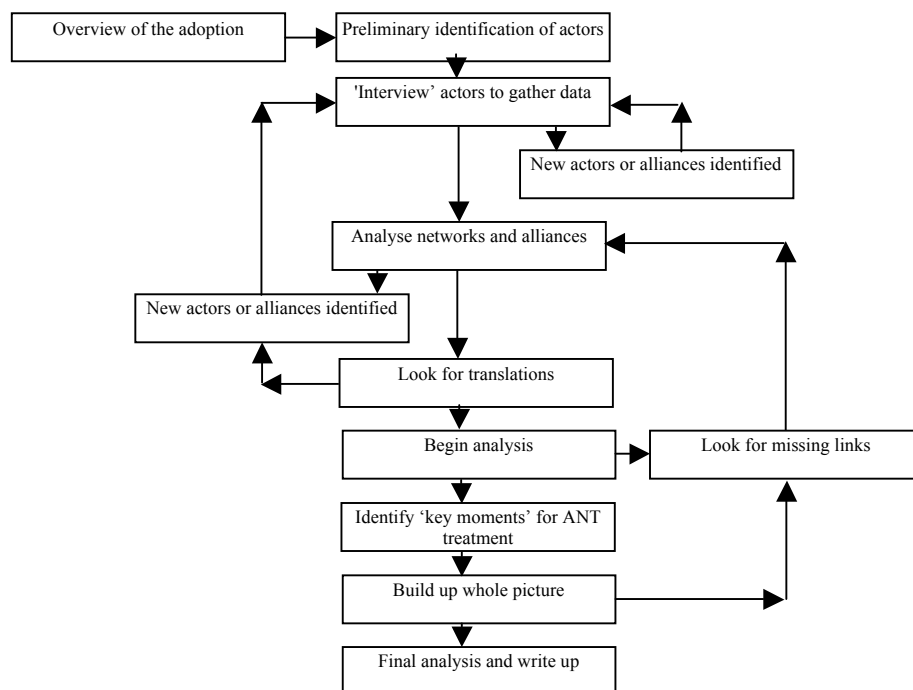 Overview of the adoption
Preliminary identification of actors
'Interview’ actors to gather data
New actors or alliances identified
Analyse networks and alliances
New actors or alliances identified
Look for translations
Begin analysis
Look for missing links
Identify ‘key moments’ for ANT
treatment
Build up whole picture
Final analysis and write up